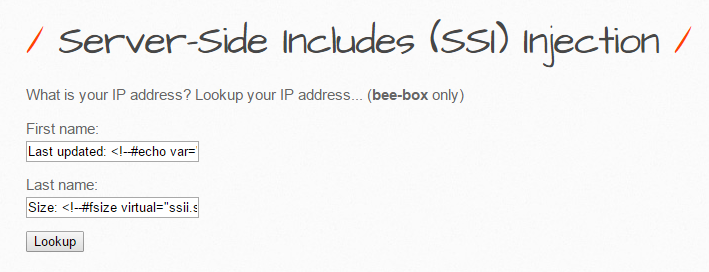 / Server-Side Includes (SSI) Injection /
What is your IP address? Lookup your IP address... (bee-box only)
First name:
Last updated: <!--#echo var=
Last name:
Size: <!--#fsize virtual="ssii.s
Lookup